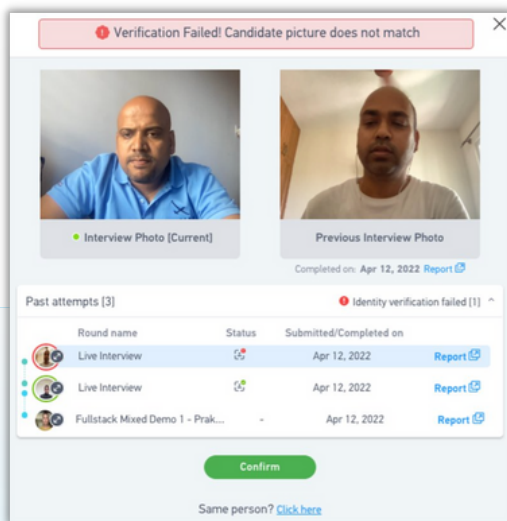 Verification Failed! Candidate picture does not match
Interview Photo [Current]
Previous Interview Photo
Completed on: Apr 12, 2022 Report
Past attempts [3]
Identity verification failed [1]
Round name Status Submitted/Completed on
Live Interview Apr 12, 2022 Report
Live Interview Apr 12, 2022 Report
Fullstack Mixed Demo 1 - Prak... - Apr 12, 2022 Report
Confirm
Same person? Click here